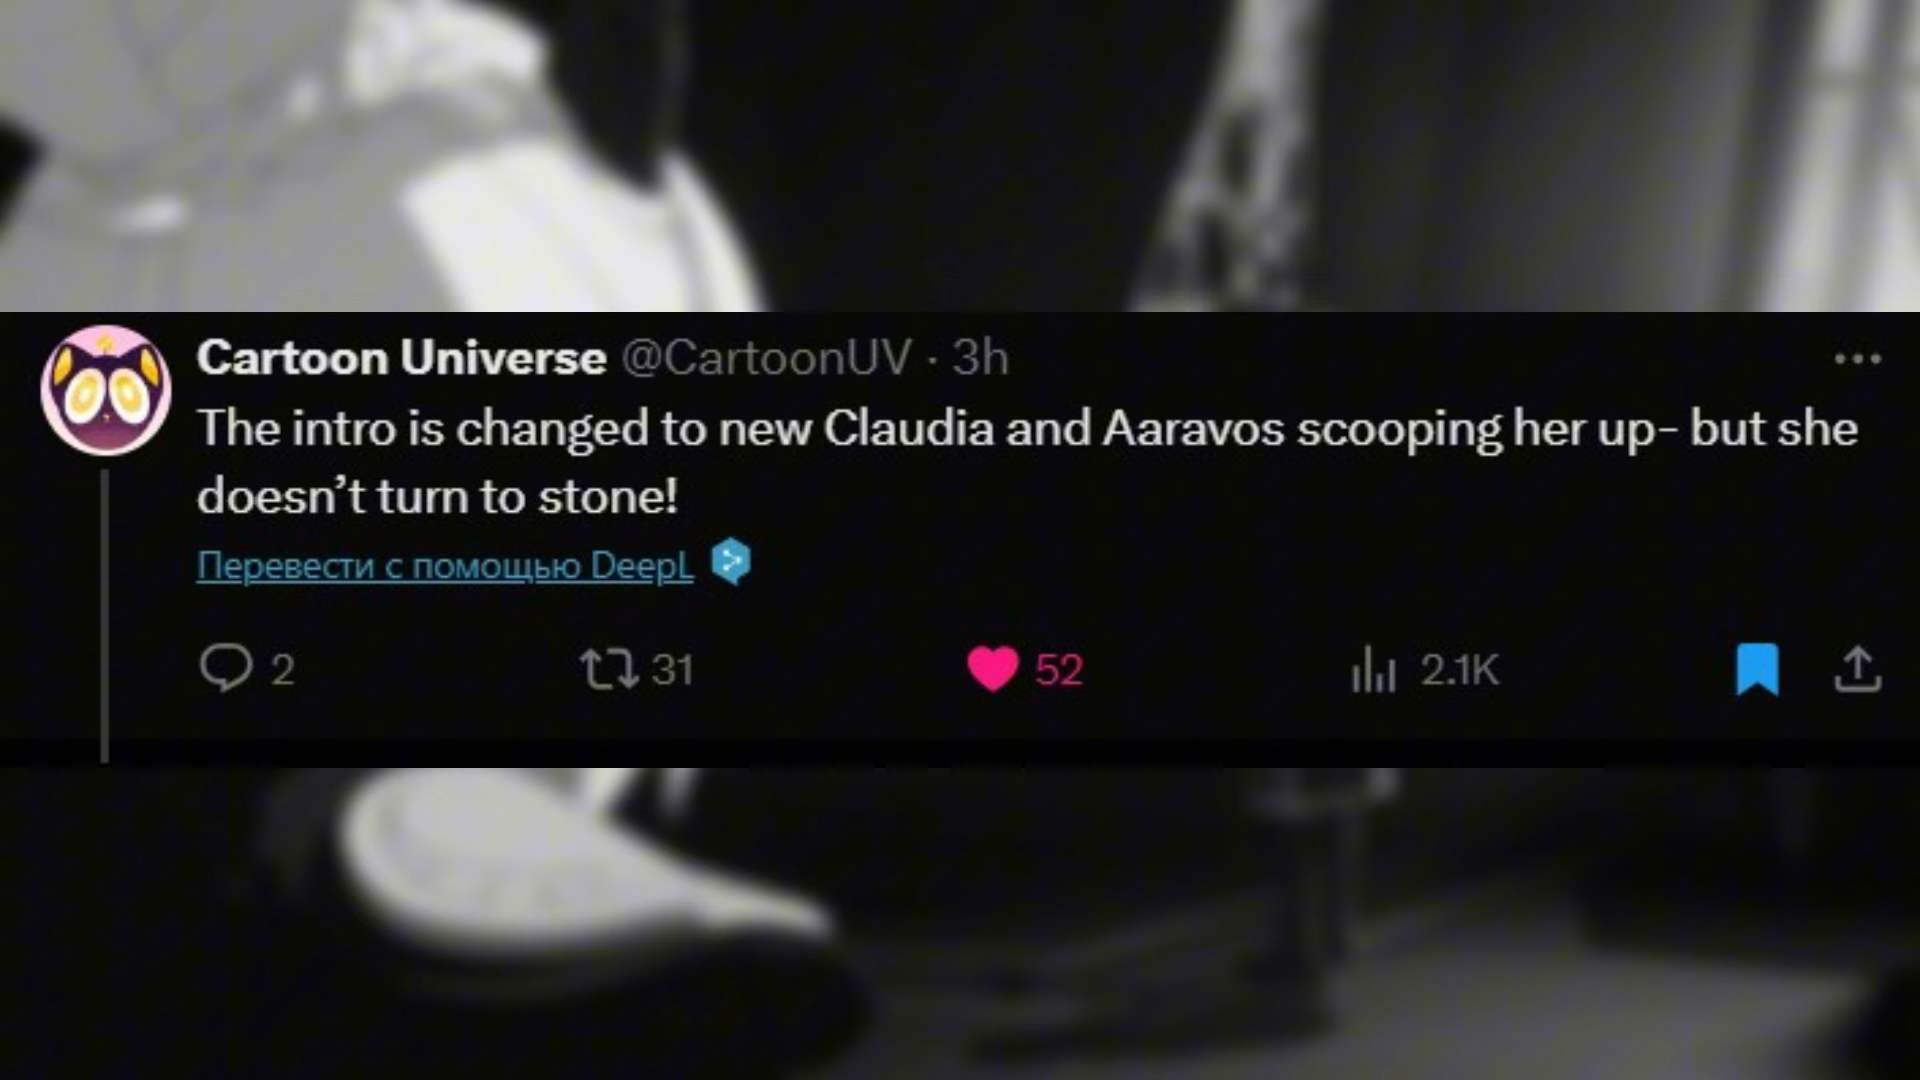 Cartoon Universe @CartoonUV · 3h
The intro is changed to new Claudia and Aaravos scooping her up- but she
doesn’t turn to stone!
Перевести с помощью DeepL
2 31 52 2.1K